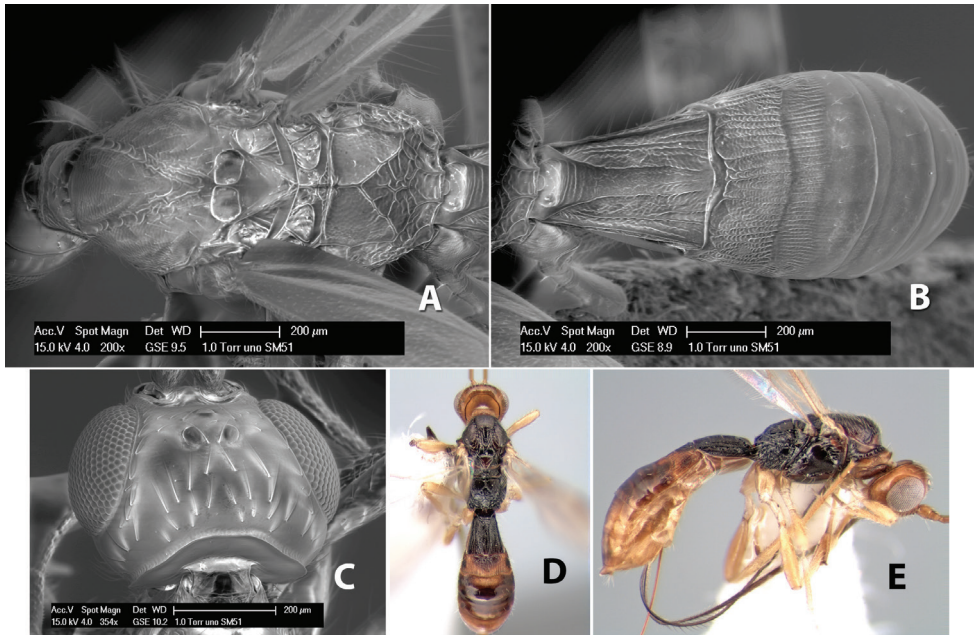 A
Acc.V Spot Magn Det WD 200 µm
15.0 kV 4.0 200x GSE 9.5 1.0 Torr uno SM51
B
Acc.V Spot Magn Det WD 200 µm
15.0 kV 4.0 200x GSE 8.9 1.0 Torr uno SM51
C
Acc.V Spot Magn Det WD 200 µm
15.0 kV 4.0 354x GSE 10.2 1.0 Torr uno SM51
D
E